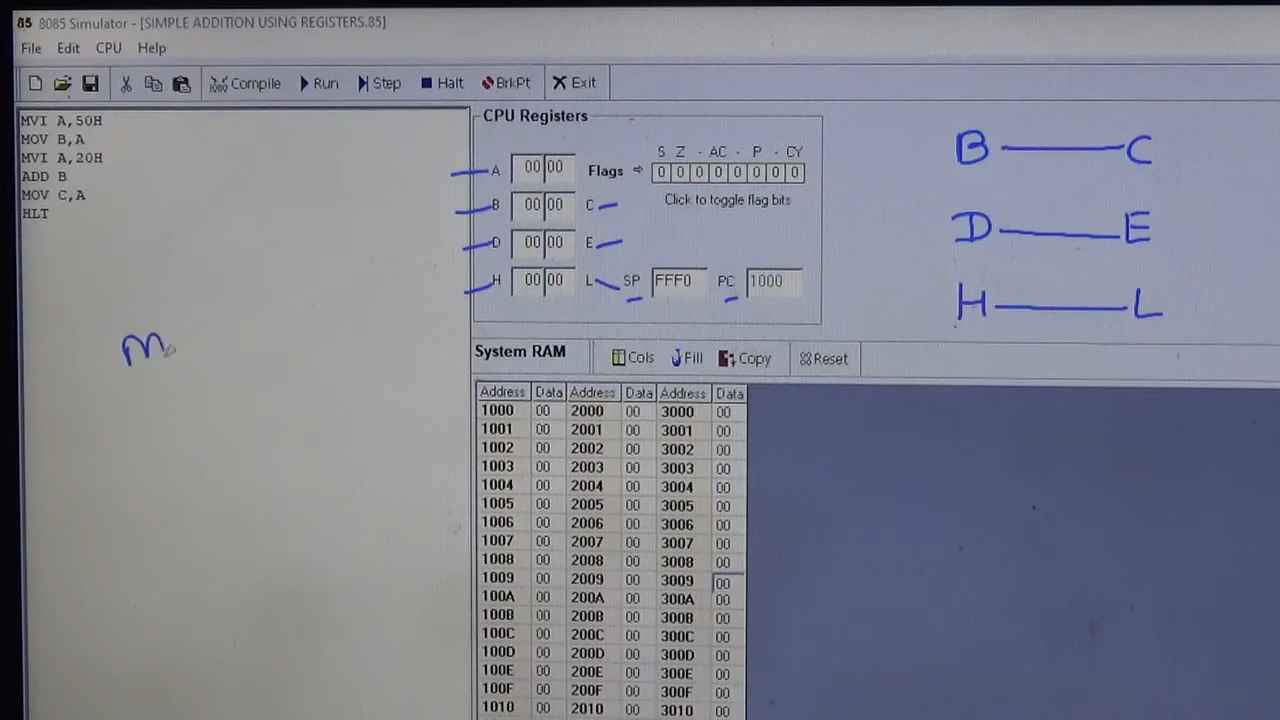 85 8085 Simulator - [SIMPLE ADDITION USING REGISTERS.85]
File Edit CPU Help
Compile Run Step Halt BrkPt Exit
MVI A,50H
MOV B,A
MVI A,20H
ADD B
MOV C,A
HLT
M
CPU Registers
S Z - AC - P - CY
A 00 00 Flags ⇨ 0 0 0 0 0 0 0 0
Click to toggle flag bits
B 00 00 C
D 00 00 E
H 00 00 L SP FFF0 PC 1000
B — C
D — E
H — L
System RAM Cols Fill Copy Reset
Address Data Address Data Address Data
1000 00 2000 00 3000 00
1001 00 2001 00 3001 00
1002 00 2002 00 3002 00
1003 00 2003 00 3003 00
1004 00 2004 00 3004 00
1005 00 2005 00 3005 00
1006 00 2006 00 3006 00
1007 00 2007 00 3007 00
1008 00 2008 00 3008 00
1009 00 2009 00 3009 00
100A 00 200A 00 300A 00
100B 00 200B 00 300B 00
100C 00 200C 00 300C 00
100D 00 200D 00 300D 00
100E 00 200E 00 300E 00
100F 00 200F 00 300F 00
1010 00 2010 00 3010 00